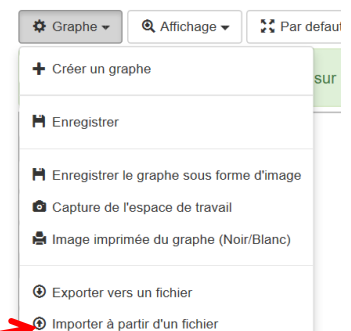 Graphe Affichage Par defaut
Créer un graphe
sur
Enregistrer
Enregistrer le graphe sous forme d'image
Capture de l'espace de travail
Image imprimée du graphe (Noir/Blanc)
Exporter vers un fichier
Importer à partir d'un fichier